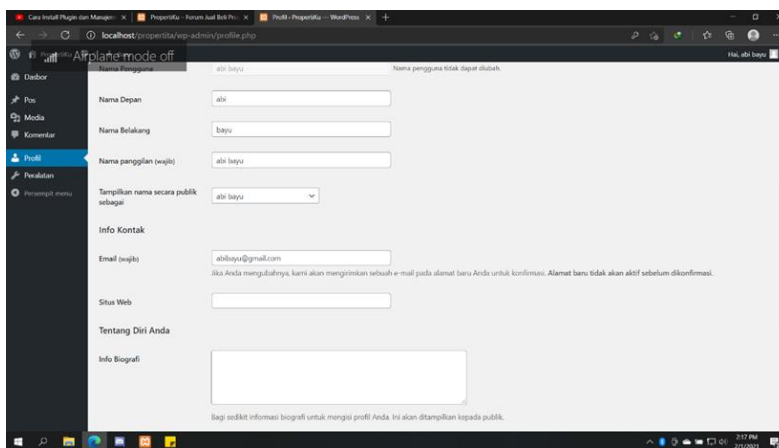 Cara Install Plugin dan Manajem
PropertiKu – Forum Jual Beli Pro
Profil ‹ PropertiKu — WordPress
localhost/propertita/wp-admin/profile.php
Airplane mode off
Hai, abi bayu
Dasbor
Pos
Media
Komentar
Profil
Peralatan
Persempit menu
Nama Pengguna
abi bayu
Nama pengguna tidak dapat diubah.
Nama Depan
abi
Nama Belakang
bayu
Nama panggilan (wajib)
abi bayu
Tampilkan nama secara publik
sebagai
abi bayu
Info Kontak
Email (wajib)
abibayu@gmail.com
Jika Anda mengubahnya, kami akan mengirimkan sebuah e-mail pada alamat baru Anda untuk konfirmasi. Alamat baru tidak akan aktif sebelum dikonfirmasi.
Situs Web
Tentang Diri Anda
Info Biografi
Bagi sedikit informasi biografi untuk mengisi profil Anda. Ini akan ditampilkan kepada publik.
2:17 PM
2/1/2021